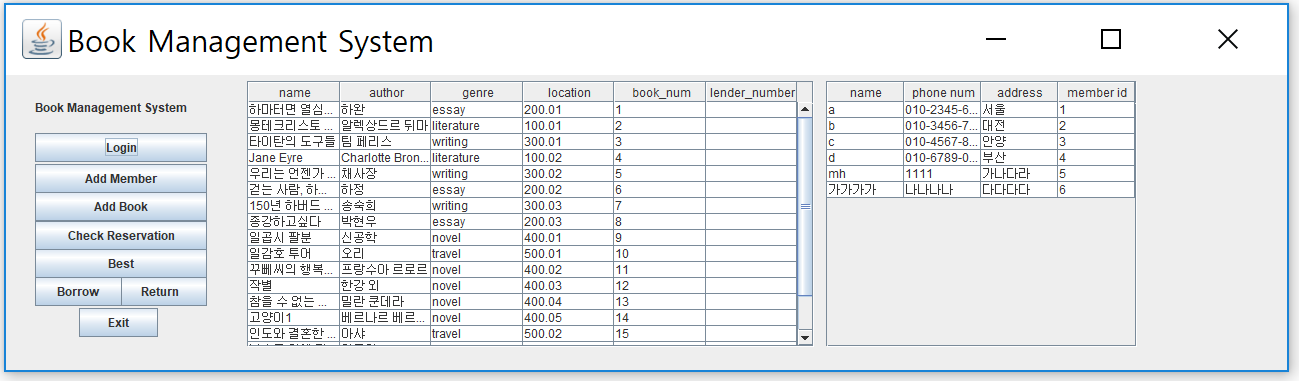 Book Management System
Book Management System
Login
Add Member
Add Book
Check Reservation
Best
Borrow Return
Exit
name author genre location book_num lender_number
하마터면 열심... 하완 essay 200.01 1
몽테크리스토 ... 알렉상드르 뒤마 literature 100.01 2
타이탄의 도구들 팀 페리스 writing 300.01 3
Jane Eyre Charlotte Bron... literature 100.02 4
우리는 언젠가 ... 채사장 writing 300.02 5
걷는 사람, 하... 하정 essay 200.02 6
150년 하버드 ... 송숙희 writing 300.03 7
종강하고싶다 박현우 essay 200.03 8
일곱시 팔분 신공학 novel 400.01 9
일감호 투어 오리 travel 500.01 10
꾸뻬씨의 행복... 프랑수아 르로르 novel 400.02 11
작별 한강 외 novel 400.03 12
참을 수 없는 ... 밀란 쿤데라 novel 400.04 13
고양이1 베르나르 베르... novel 400.05 14
인도와 결혼한 ... 아샤 travel 500.02 15
name phone num address member id
a 010-2345-6... 서울 1
b 010-3456-7... 대전 2
c 010-4567-8... 안양 3
d 010-6789-0... 부산 4
mh 1111 가나다라 5
가가가가 나나나나 다다다다 6